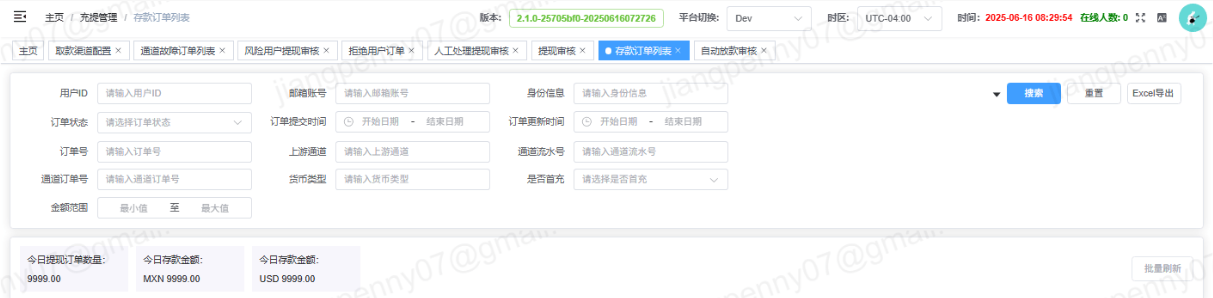 主页 / 充提管理 / 存款订单列表 版本: 2.1.0-25705bf0-20250616072726 平台切换: Dev 时区: UTC-04:00 时间: 2025-06-16 08:29:54 在线人数: 0
主页 取款渠道配置 × 通道故障订单列表 × 风险用户提现审核 × 拒绝用户订单 × 人工处理提现审核 × 提现审核 × 存款订单列表 × 自动放款审核 ×
用户ID 请输入用户ID 邮箱账号 请输入邮箱账号 身份信息 请输入身份信息 搜索 重置 Excel导出
订单状态 请选择订单状态 订单提交时间 开始日期 - 结束日期 订单更新时间 开始日期 - 结束日期
订单号 请输入订单号 上游通道 请输入上游通道 通道流水号 请输入通道流水号
通道订单号 请输入通道订单号 货币类型 请输入货币类型 是否首充 请选择是否首充
金额范围 最小值 至 最大值
今日提现订单数量: 今日存款金额: 今日存款金额:
9999.00 MXN 9999.00 USD 9999.00 批量刷新
jiangpenny07@gmail